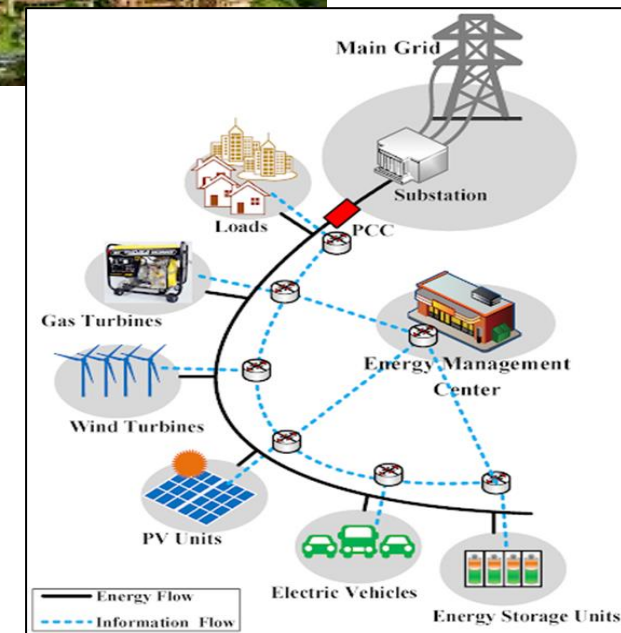 Main Grid
Substation
PCC
Loads
Gas Turbines
Energy Management
Center
Wind Turbines
PV Units
Electric Vehicles
Energy Storage Units
Energy Flow
Information Flow